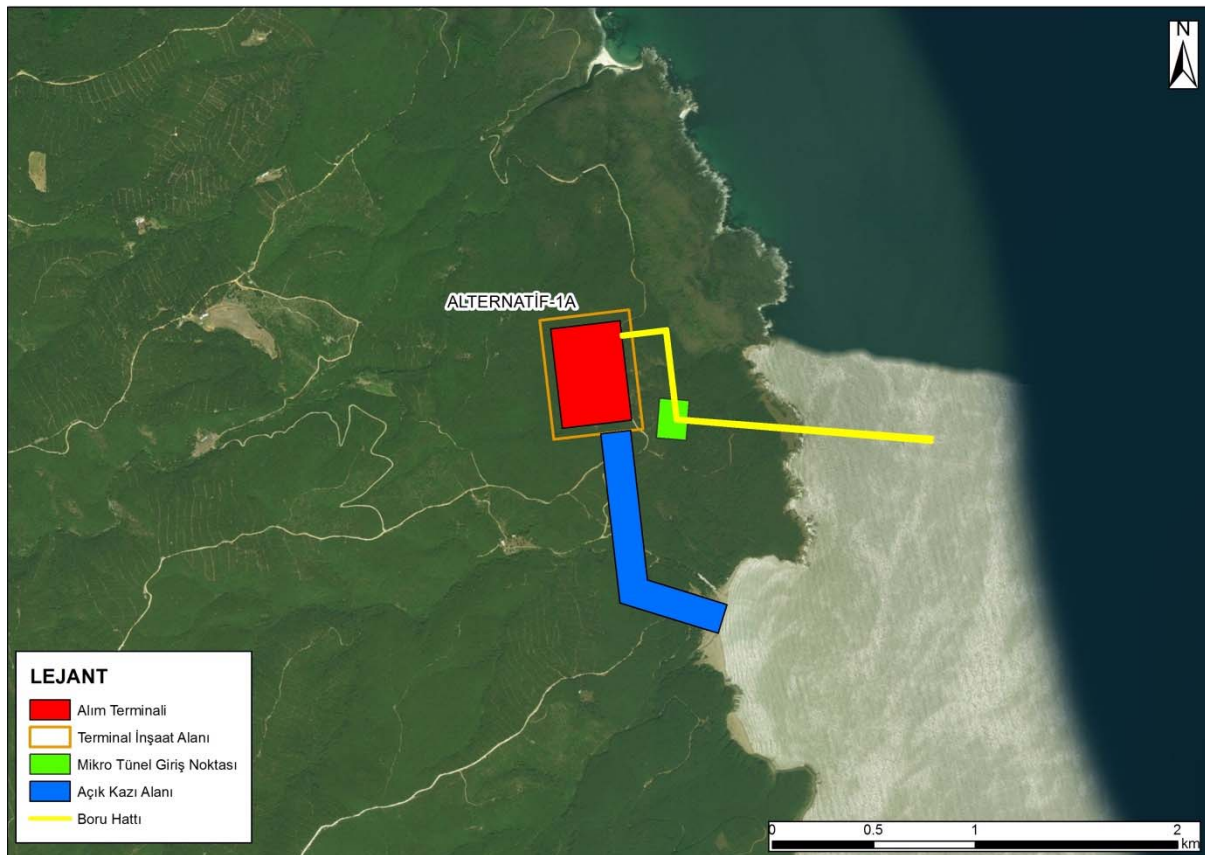 N
ALTERNATİF-1A
LEJANT
Alım Terminali
Terminal İnşaat Alanı
Mikro Tünel Giriş Noktası
Açık Kazı Alanı
Boru Hattı
0 0.5 1 2
km